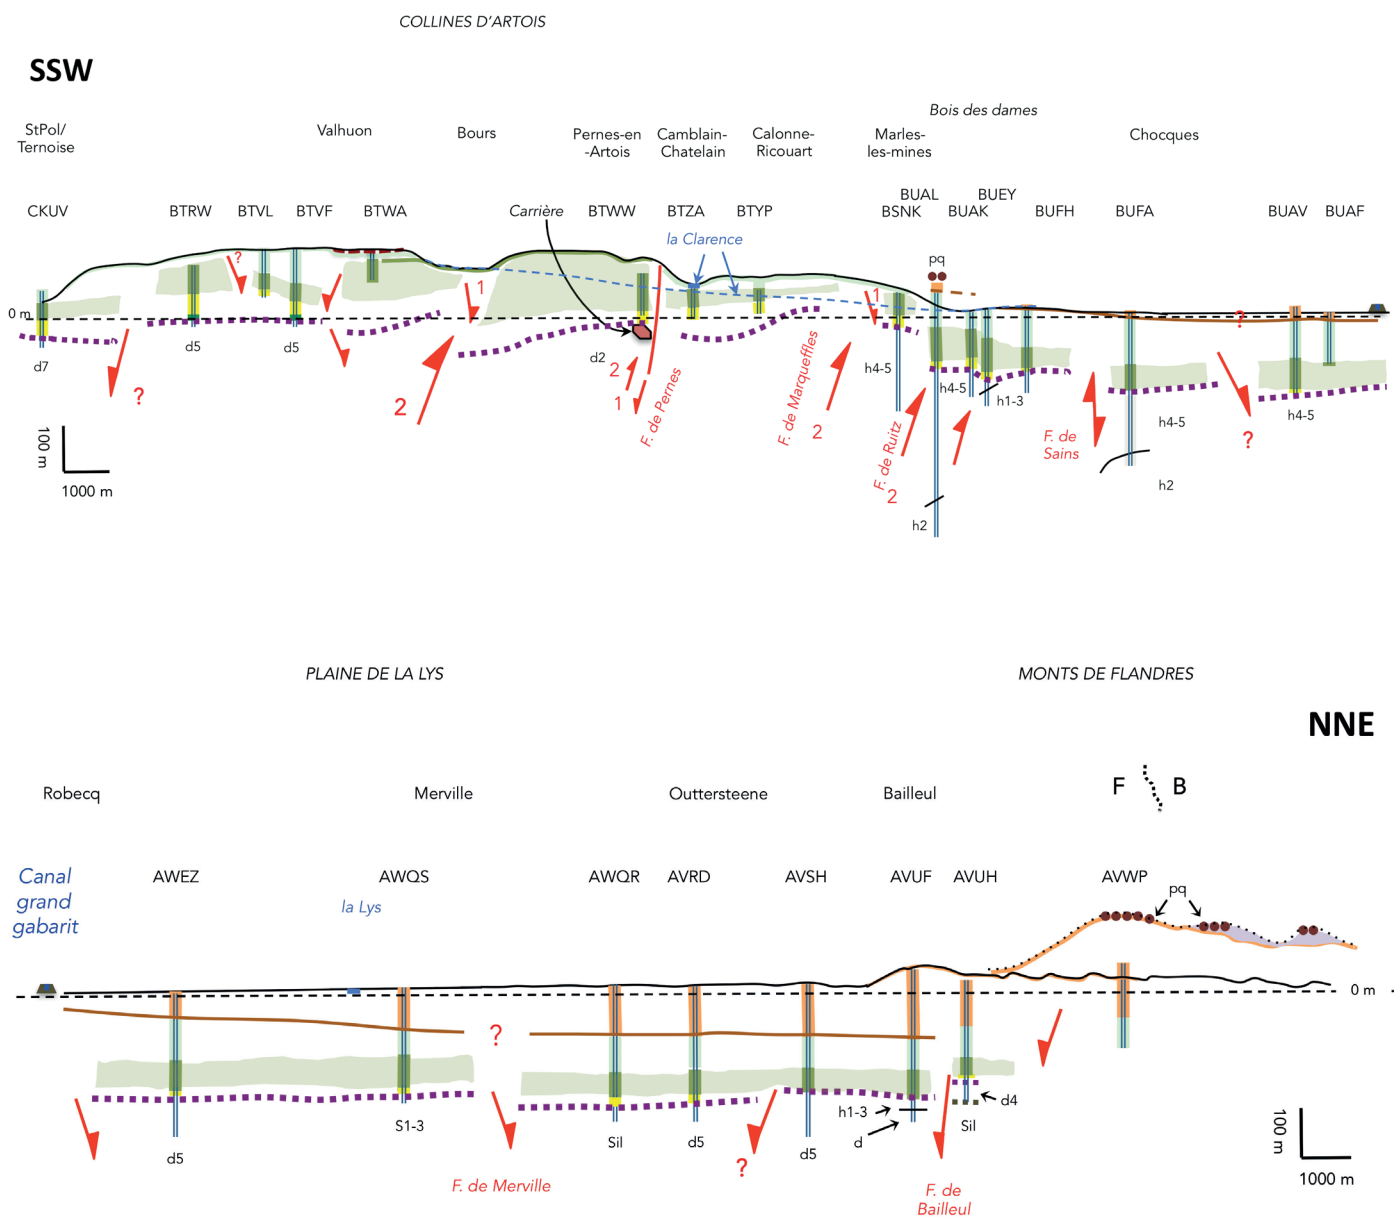 COLLINES D'ARTOIS
SSW
Bois des dames
StPol/
Ternoise
Valhuon
Bours
Pernes-en
-Artois
Camblain-
Chatelain
Calonne-
Ricouart
Marles-
les-mines
Chocques
BUAL
BUEY
CKUV
BTRW
BTVL
BTVF
BTWA
Carrière
BTWW
BTZA
BTYP
BSNK
BUAK
BUFH
BUFA
BUAV
BUAF
la Clarence
pq
?
1
1
0 m
?
d7
d5
d5
d2
2
1
h4-5
h4-5
h1-3
h4-5
h4-5
?
2
F. de Pernes
F. de Marqueffles
2
F. de Ruitz
2
F. de
Sains
?
100 m
1000 m
h2
h2
PLAINE DE LA LYS
MONTS DE FLANDRES
NNE
Robecq
Merville
Outtersteene
Bailleul
F
B
Canal
grand
gabarit
AWEZ
AWQS
la Lys
AWQR
AVRD
AVSH
AVUF
AVUH
AVWP
pq
0 m
?
h1-3
d4
d5
S1-3
Sil
d5
d5
d
Sil
?
F. de Merville
F. de
Bailleul
100 m
1000 m